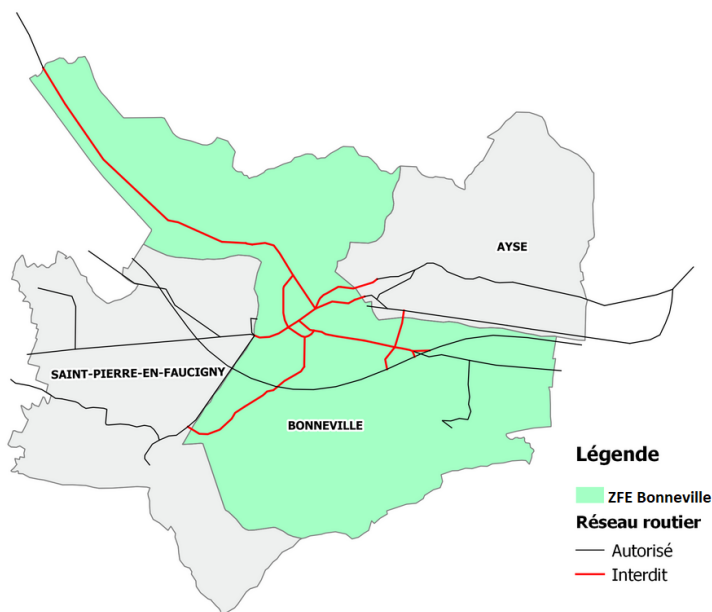 AYSE
SAINT-PIERRE-EN-FAUCIGNY
BONNEVILLE
Légende
ZFE Bonneville
Réseau routier
Autorisé
Interdit